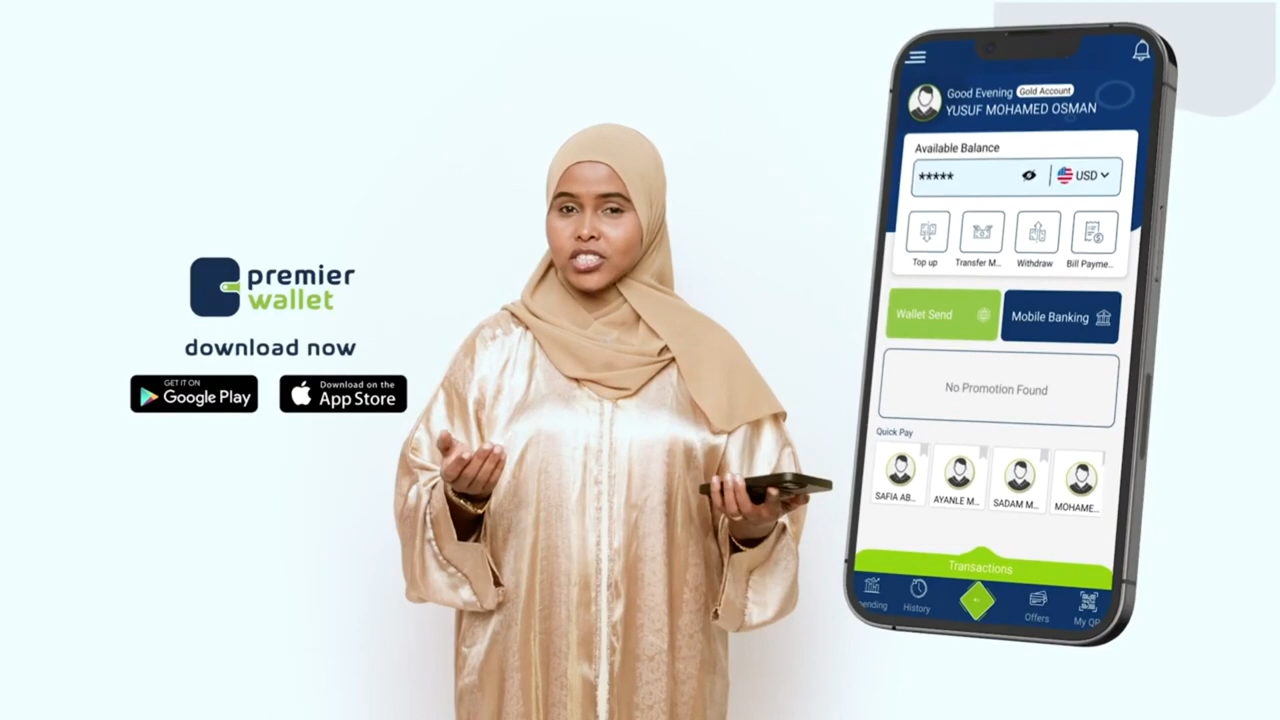 premier
wallet
download now
GET IT ON
Google Play
Download on the
App Store
Good Evening Gold Account
YUSUF MOHAMED OSMAN
Available Balance
***** USD
Top up Transfer M... Withdraw Bill Payme...
Wallet Send Mobile Banking
No Promotion Found
Quick Pay
SAFIA AB... AYANLE M... SADAM M... MOHAME...
Transactions
ending History Offers My QR